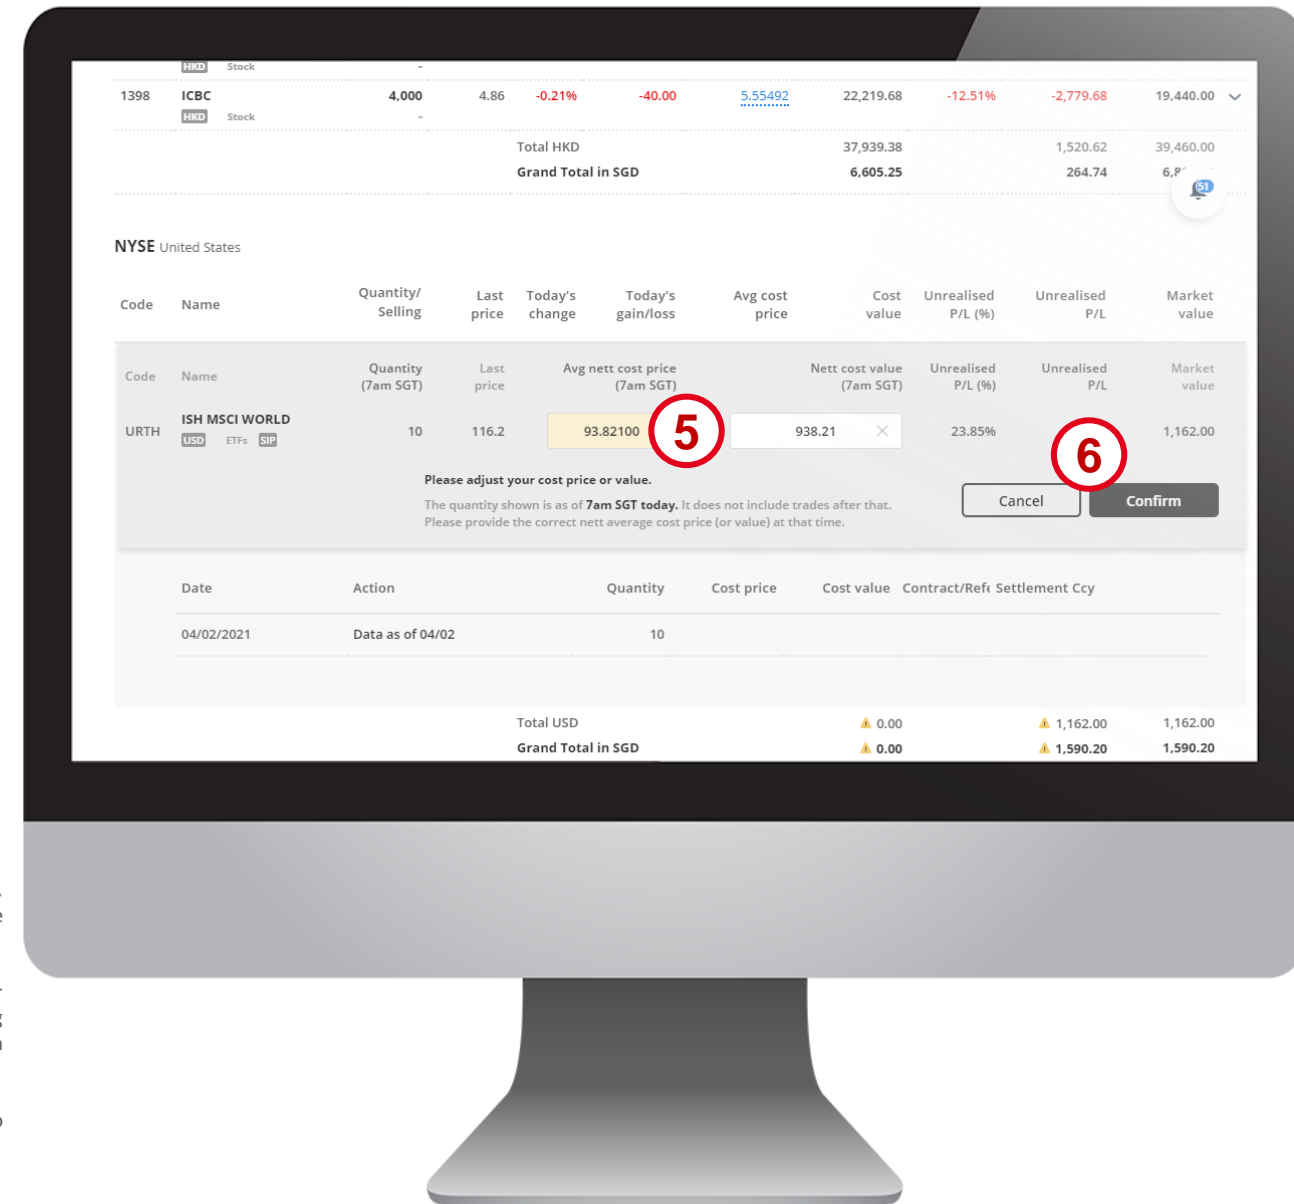 HKD Stock -
1398 ICBC 4,000 4.86 -0.21% -40.00 5.55492 22,219.68 -12.51% -2,779.68 19,440.00
HKD Stock -
Total HKD 37,939.38 1,520.62 39,460.00
Grand Total in SGD 6,605.25 264.74
51
NYSE United States
Code Name Quantity/ Selling Last price Today's change Today's gain/loss Avg cost price Cost value Unrealised P/L (%) Unrealised P/L Market value
Code Name Quantity (7am SGT) Last price Avg nett cost price (7am SGT) Nett cost value (7am SGT) Unrealised P/L (%) Unrealised P/L Market value
URTH ISH MSCI WORLD 10 116.2 93.82100 5 938.21 23.85% 1,162.00
USD ETFs SIP
6
Please adjust your cost price or value.
The quantity shown is as of 7am SGT today. It does not include trades after that.
Please provide the correct nett average cost price (or value) at that time.
Cancel Confirm
Date Action Quantity Cost price Cost value Contract/Refe Settlement Ccy
04/02/2021 Data as of 04/02 10
Total USD 0.00 1,162.00 1,162.00
Grand Total in SGD 0.00 1,590.20 1,590.20